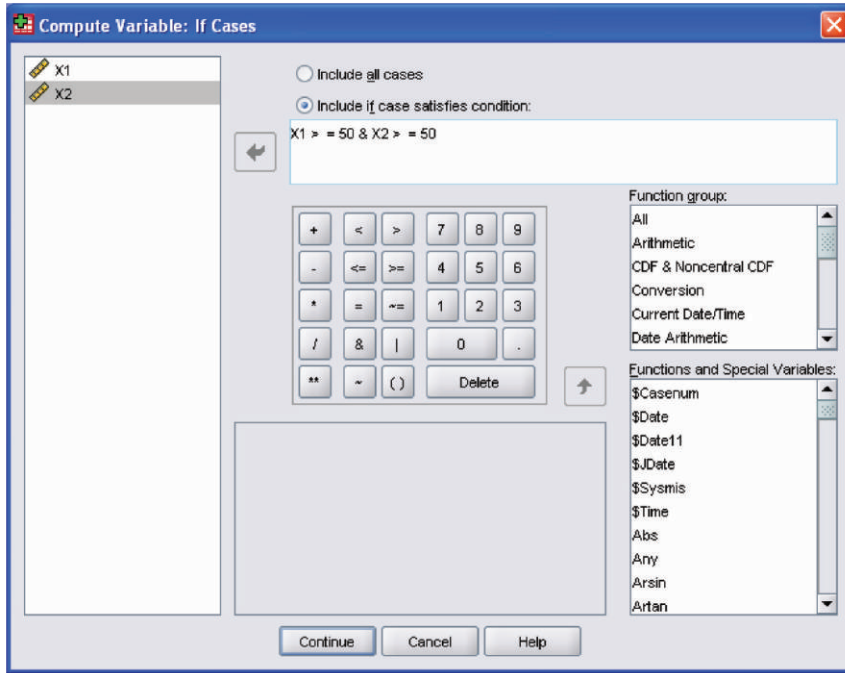 Compute Variable: If Cases
X1
X2
Include all cases
Include if case satisfies condition:
X1 > = 50 & X2 > = 50
+ < > 7 8 9
- <= >= 4 5 6
* = ~= 1 2 3
/ & | 0 .
** ~ ( ) Delete
Function group:
All
Arithmetic
CDF & Noncentral CDF
Conversion
Current Date/Time
Date Arithmetic
Functions and Special Variables:
$Casenum
$Date
$Date11
$JDate
$Sysmis
$Time
Abs
Any
Arsin
Artan
Continue Cancel Help